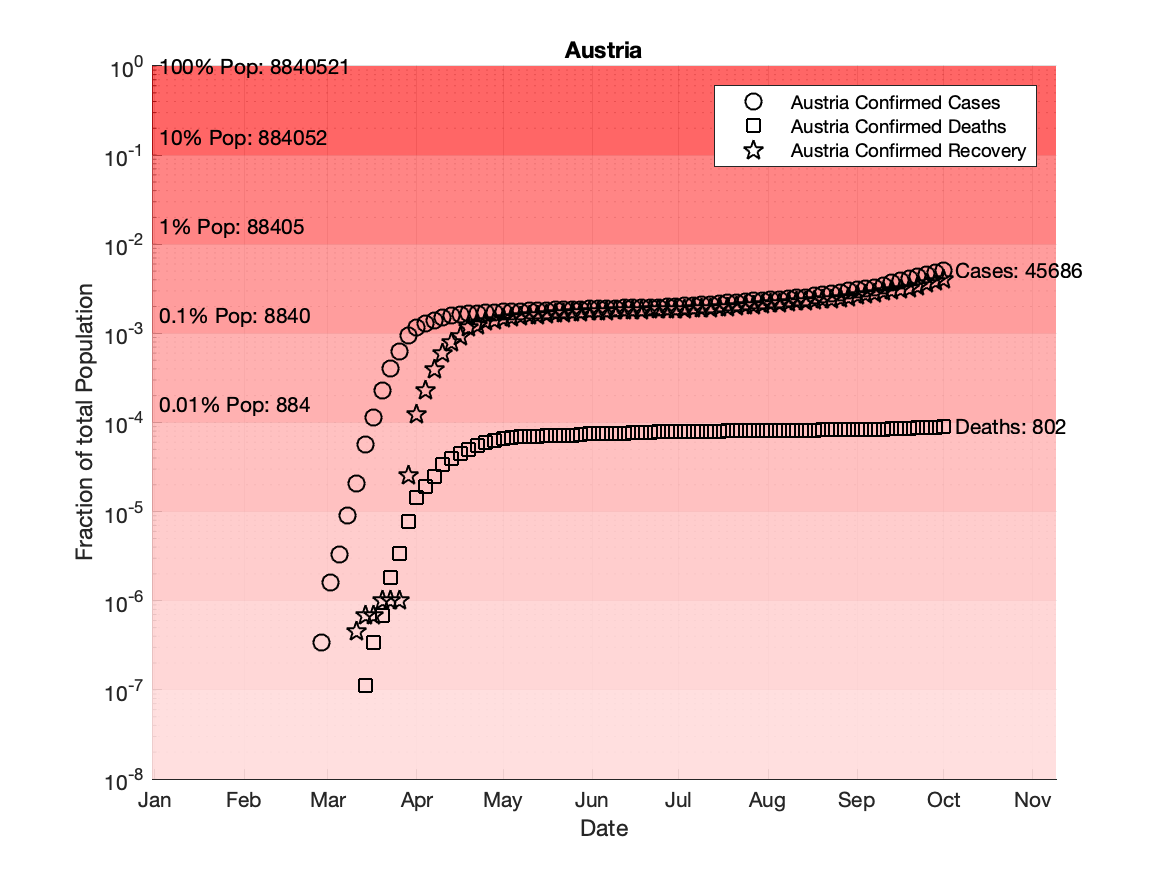 Austria
10^0
100% Pop: 8840521
Austria Confirmed Cases
Austria Confirmed Deaths
Austria Confirmed Recovery
10% Pop: 884052
10^-1
1% Pop: 88405
10^-2
Cases: 45686
0.1% Pop: 8840
10^-3
0.01% Pop: 884
10^-4
Deaths: 802
10^-5
10^-6
10^-7
10^-8
Fraction of total Population
Jan Feb Mar Apr May Jun Jul Aug Sep Oct Nov
Date